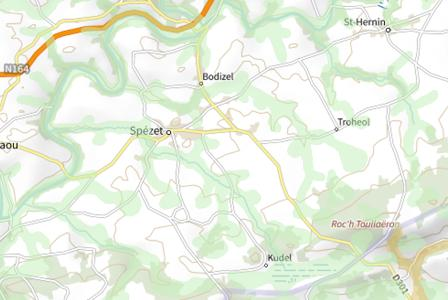 St-Hernin
N164
Bodizel
Troheol
Spézet
aou
Roc'h Toullaëron
Kudel
D301